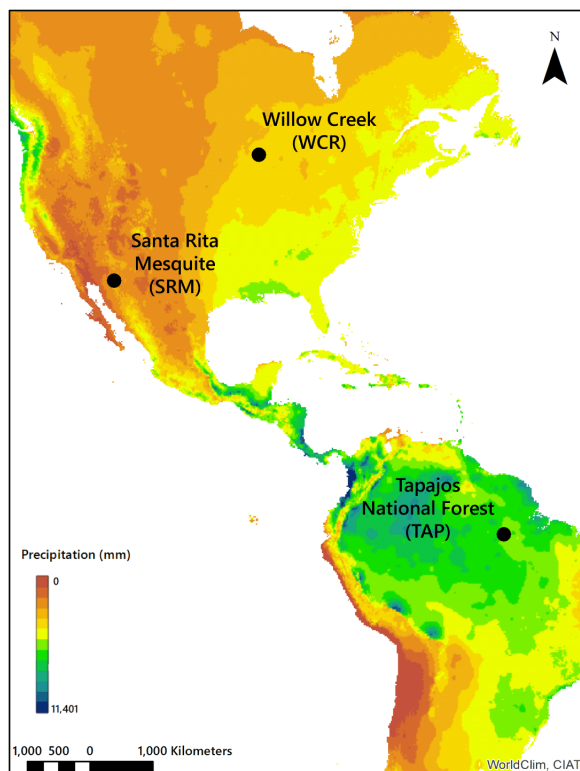 N
Willow Creek
(WCR)
Santa Rita
Mesquite
(SRM)
Tapajos
National Forest
(TAP)
Precipitation (mm)
0
11,401
1,000 500 0 1,000 Kilometers
WorldClim, CIAT